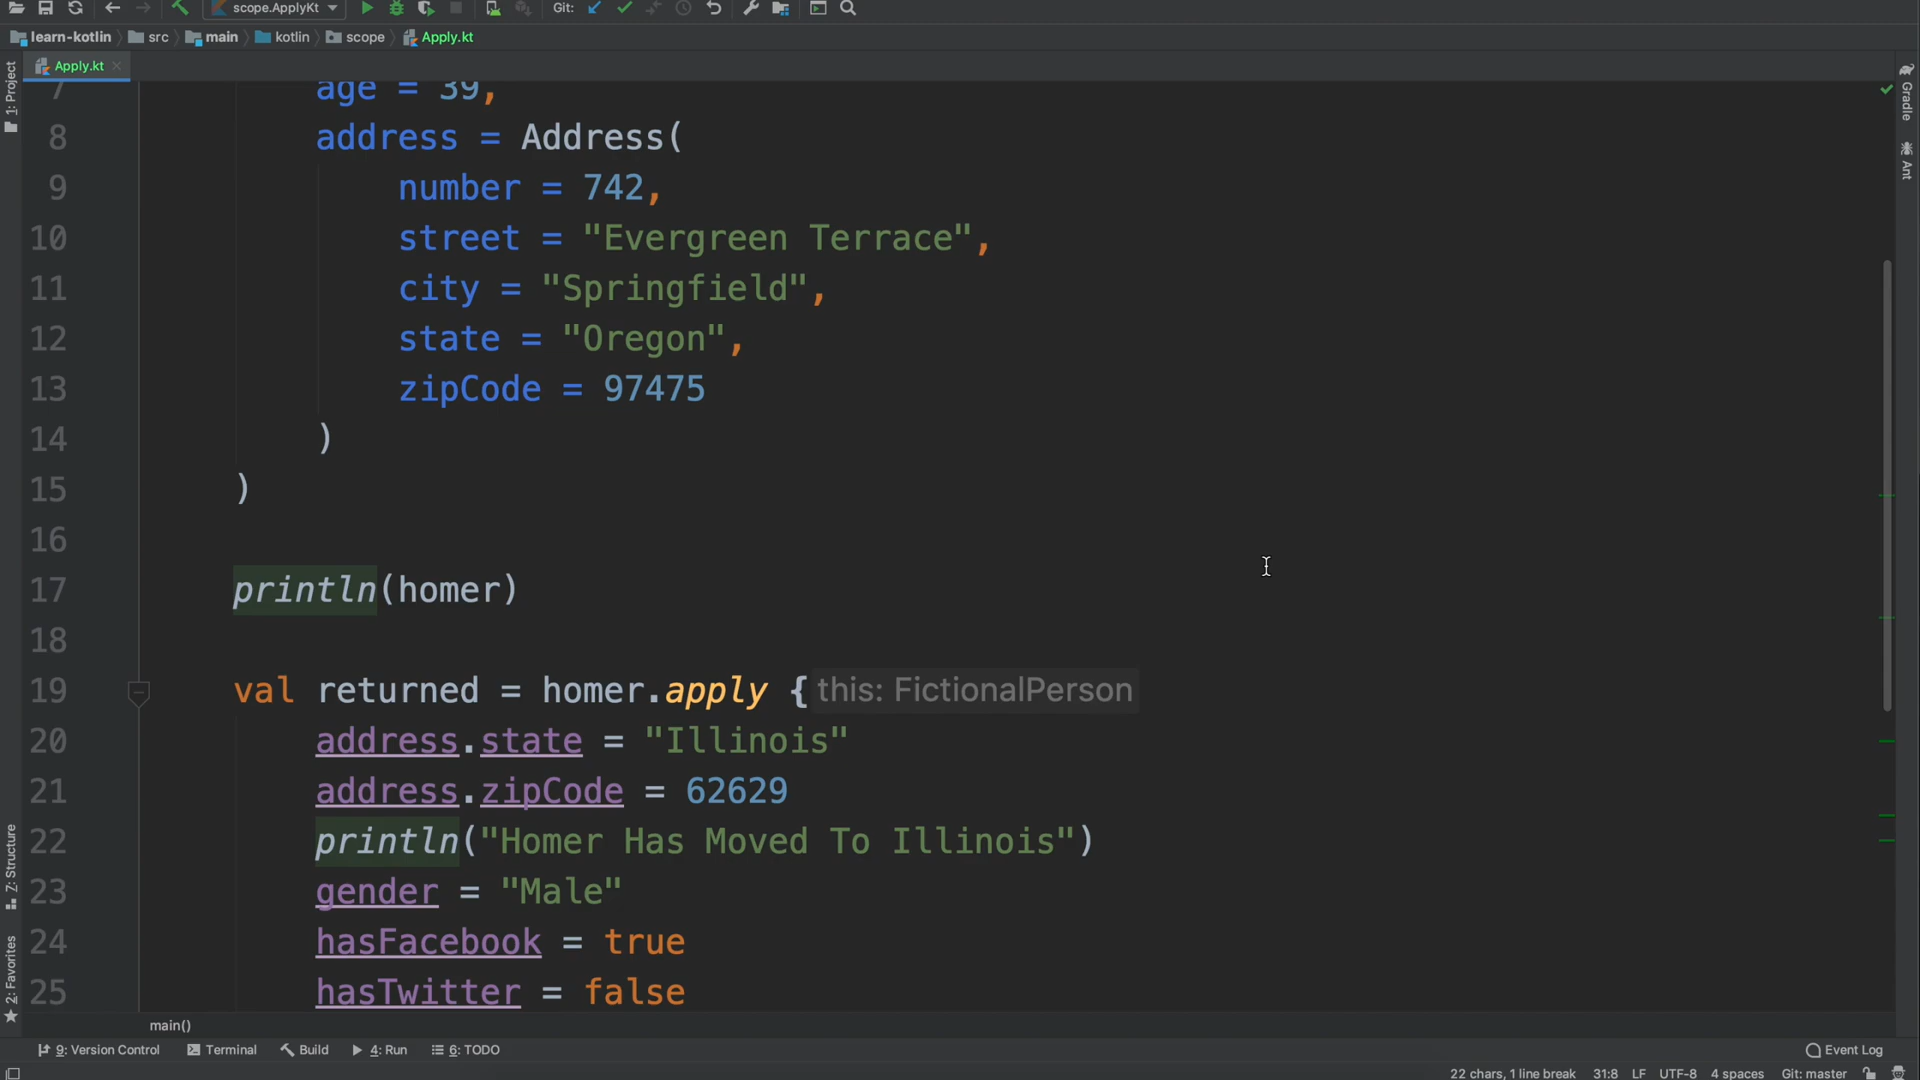 scope.ApplyKt Git:
learn-kotlin src main kotlin scope Apply.kt
Apply.kt
1: Project
7: Structure
2: Favorites
Gradle
Ant
7 age = 39,
8 address = Address(
9 number = 742,
10 street = "Evergreen Terrace",
11 city = "Springfield",
12 state = "Oregon",
13 zipCode = 97475
14 )
15 )
16
17 println(homer)
18
19 val returned = homer.apply { this: FictionalPerson
20 address.state = "Illinois"
21 address.zipCode = 62629
22 println("Homer Has Moved To Illinois")
23 gender = "Male"
24 hasFacebook = true
25 hasTwitter = false
main()
9: Version Control Terminal Build 4: Run 6: TODO Event Log
22 chars, 1 line break 31:8 LF UTF-8 4 spaces Git: master